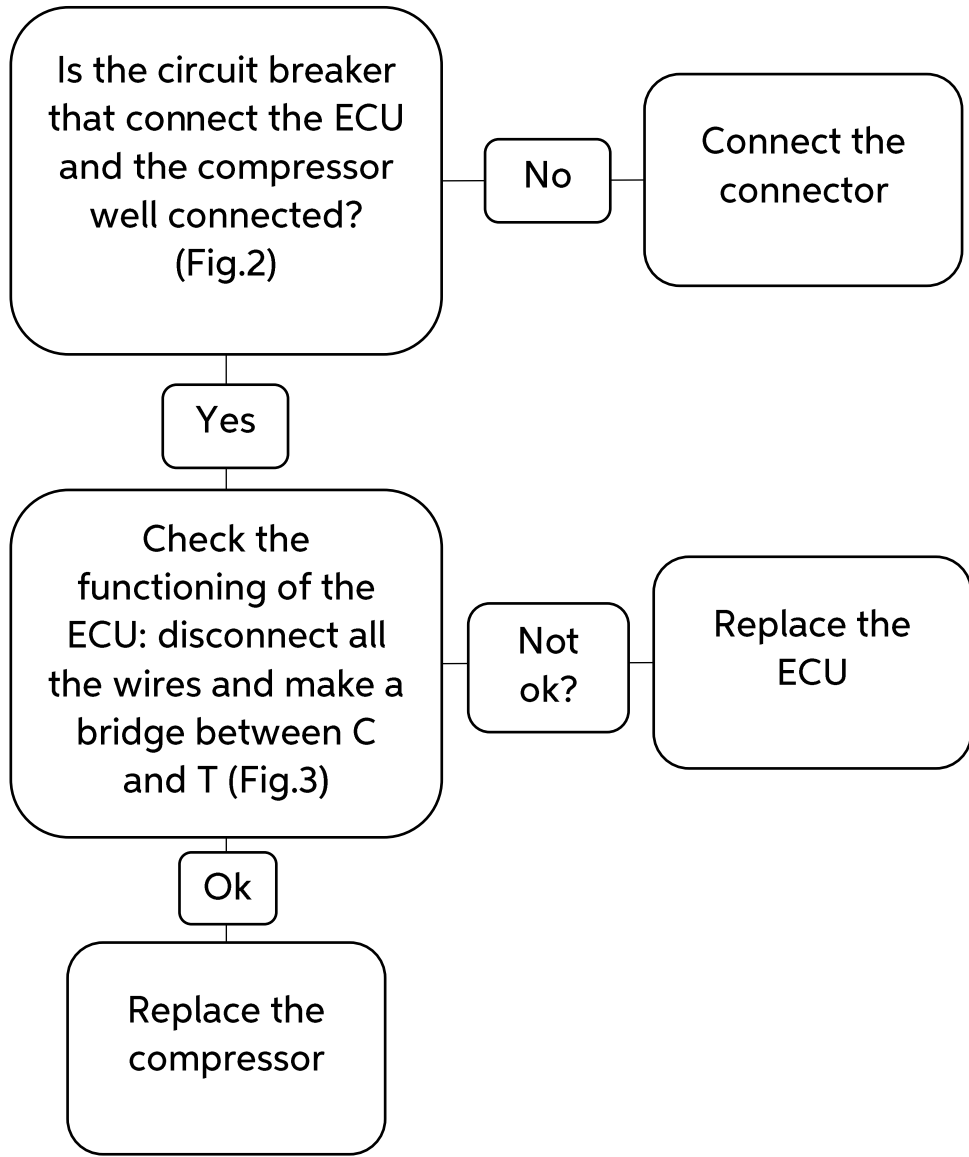 Is the circuit breaker
that connect the ECU
and the compressor
well connected?
(Fig.2)
No
Connect the
connector
Yes
Check the
functioning of the
ECU: disconnect all
the wires and make a
bridge between C
and T (Fig.3)
Not
ok?
Replace the
ECU
Ok
Replace the
compressor